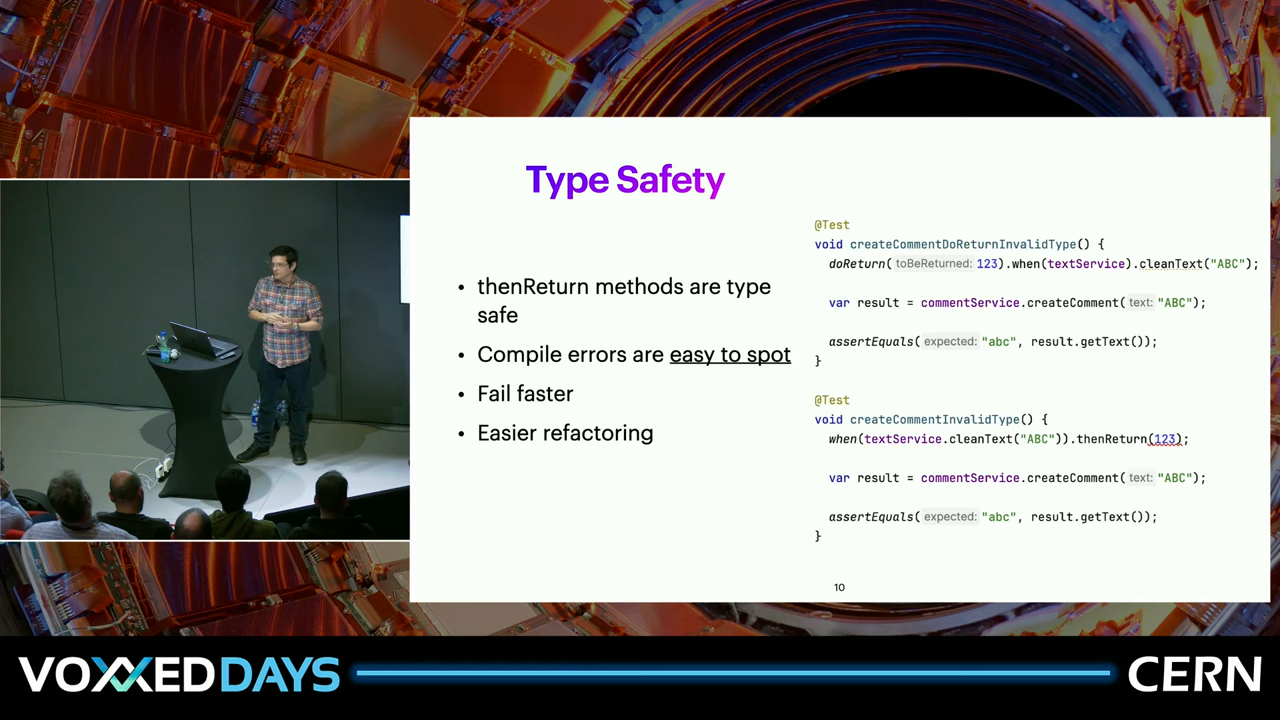 Type Safety
• thenReturn methods are type
safe
• Compile errors are easy to spot
• Fail faster
• Easier refactoring
@Test
void createCommentDoReturnInvalidType() {
doReturn( toBeReturned: 123).when(textService).cleanText("ABC");
var result = commentService.createComment( text: "ABC");
assertEquals( expected: "abc", result.getText());
}
@Test
void createCommentInvalidType() {
when(textService.cleanText("ABC")).thenReturn(123);
var result = commentService.createComment( text: "ABC");
assertEquals( expected: "abc", result.getText());
}
10
VOXXED DAYS
CERN